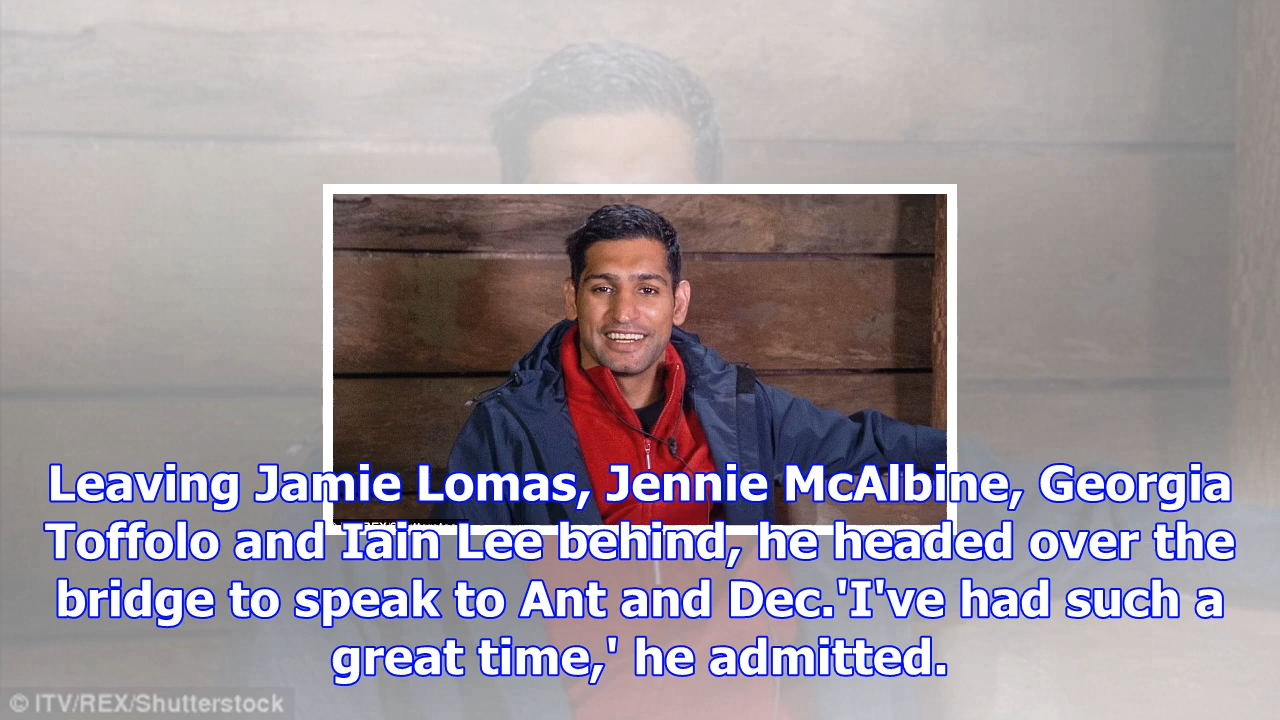 Leaving Jamie Lomas, Jennie McAlbine, Georgia
Toffolo and Iain Lee behind, he headed over the
bridge to speak to Ant and Dec.'I've had such a
great time,' he admitted.
© ITV/REX/Shutterstock